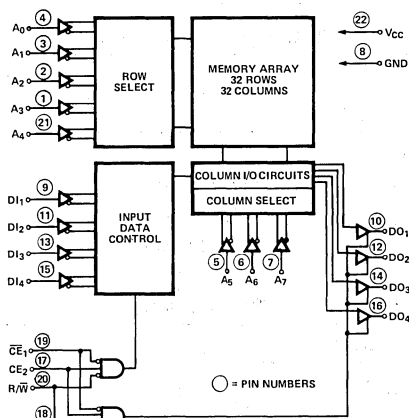 4
A0
3
A1
2
A2
1
A3
21
A4
ROW
SELECT
MEMORY ARRAY
32 ROWS
32 COLUMNS
22
VCC
8
GND
9
DI1
11
DI2
13
DI3
15
DI4
INPUT
DATA
CONTROL
COLUMN I/O CIRCUITS
COLUMN SELECT
5
6
7
A5
A6
A7
10
DO1
12
DO2
14
DO3
16
DO4
19
CE1
17
CE2
20
R/W
18
= PIN NUMBERS